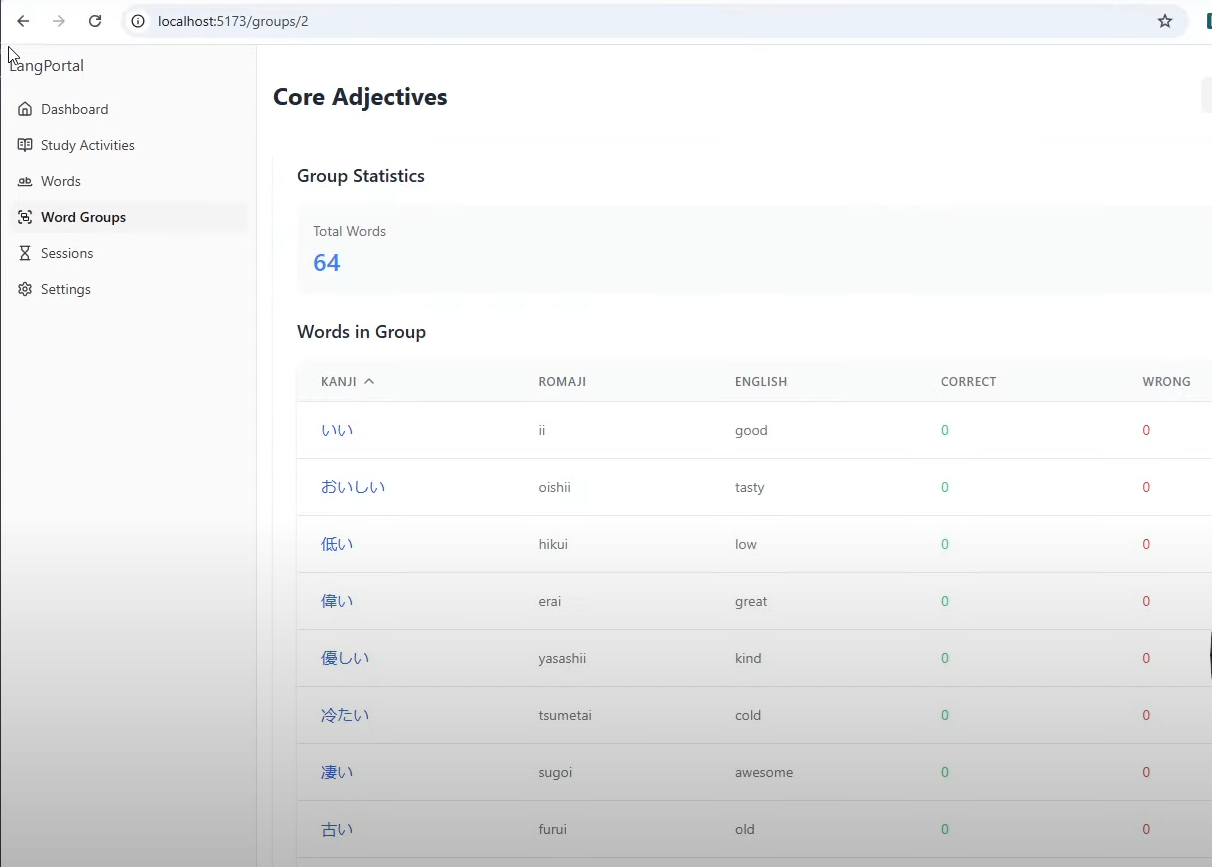 localhost:5173/groups/2
LangPortal
Dashboard
Study Activities
Words
Word Groups
Sessions
Settings
Core Adjectives
Group Statistics
Total Words
64
Words in Group
KANJI ROMAJI ENGLISH CORRECT WRONG
いい ii good 0 0
おいしい oishii tasty 0 0
低い hikui low 0 0
偉い erai great 0 0
優しい yasashii kind 0 0
冷たい tsumetai cold 0 0
凄い sugoi awesome 0 0
古い furui old 0 0